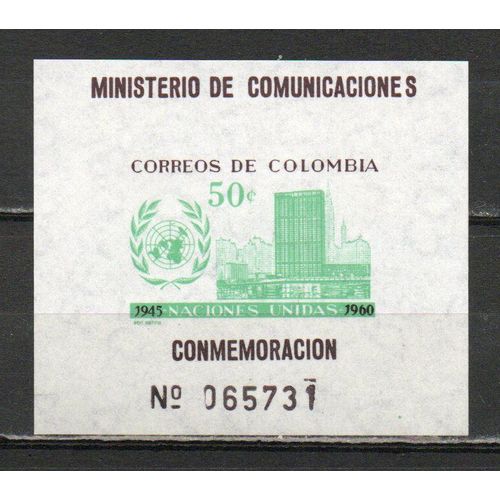 MINISTERIO DE COMUNICACIONES
CORREOS DE COLOMBIA
50¢
1945 NACIONES UNIDAS 1960
CONMEMORACION
Nº 065731